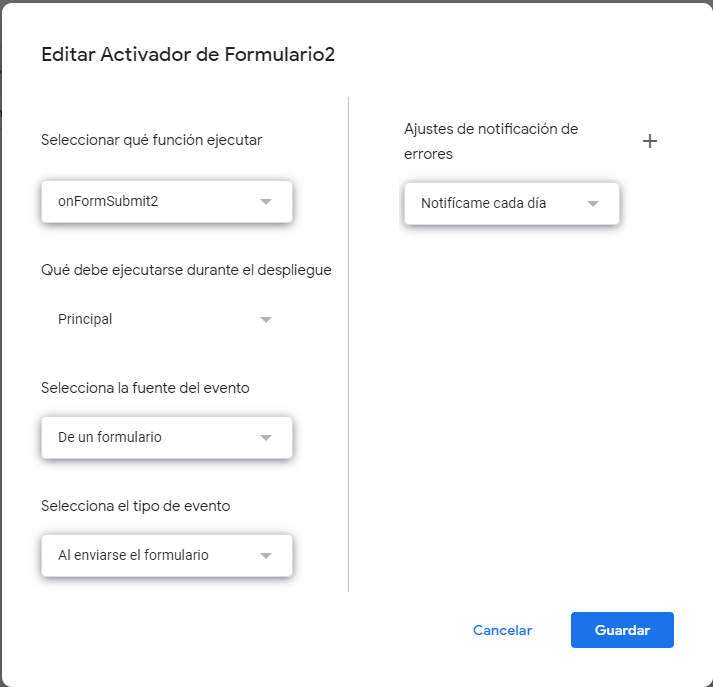 Editar Activador de Formulario2
Seleccionar qué función ejecutar
onFormSubmit2
Qué debe ejecutarse durante el despliegue
Principal
Selecciona la fuente del evento
De un formulario
Selecciona el tipo de evento
Al enviarse el formulario
Ajustes de notificación de
errores
Notifícame cada día
Cancelar
Guardar